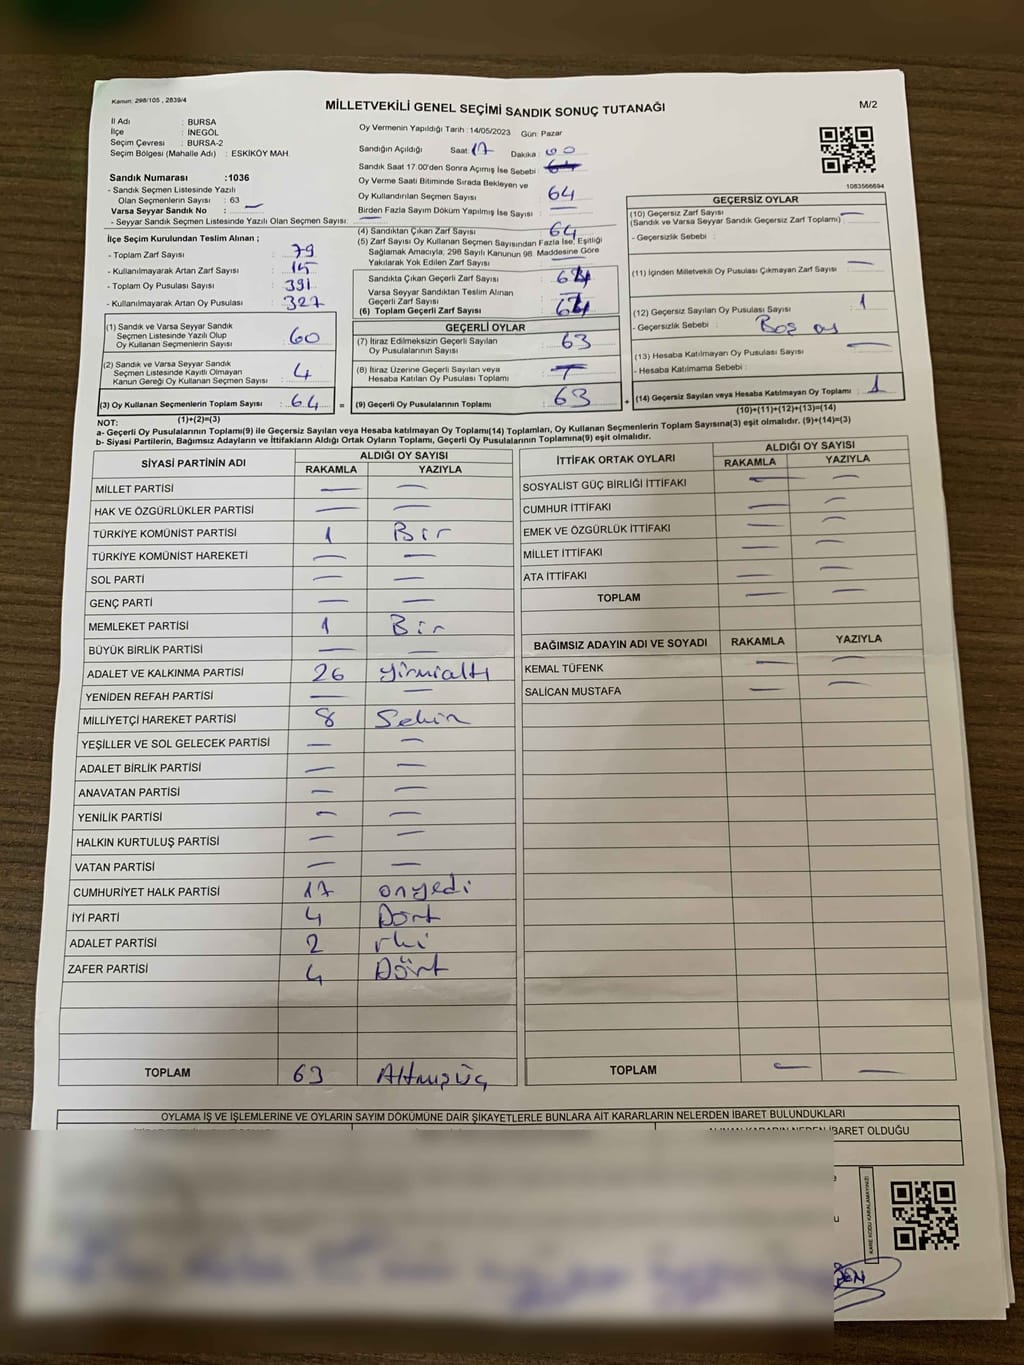 Kanun: 298/105 , 2839/4
MİLLETVEKİLİ GENEL SEÇİMİ SANDIK SONUÇ TUTANAĞI
M/2
İl Adı : BURSA
İlçe : İNEGÖL
Seçim Çevresi : BURSA-2
Seçim Bölgesi (Mahalle Adı) : ESKİKÖY MAH.
Sandık Numarası :1036
- Sandık Seçmen Listesinde Yazılı
Olan Seçmenlerin Sayısı : 63
Varsa Seyyar Sandık No : —
- Seyyar Sandık Seçmen Listesinde Yazılı Olan Seçmen Sayısı: —
Oy Vermenin Yapıldığı Tarih :14/05/2023 Gün: Pazar
Sandığın Açıldığı Saat: 17 Dakika: 00
Sandık Saat 17:00'den Sonra Açımış İse Sebebi: 64
Oy Verme Saati Bitiminde Sırada Bekleyen ve
Oy Kullandırılan Seçmen Sayısı : 64
Birden Fazla Sayım Döküm Yapılmış İse Sayısı : —
1083566694
İlçe Seçim Kurulundan Teslim Alınan ;
- Toplam Zarf Sayısı : 79
- Kullanılmayarak Artan Zarf Sayısı : 15
- Toplam Oy Pusulası : 391
- Kullanılmayarak Artan Oy Pusulası : 327
(1) Sandık ve Varsa Seyyar Sandık
Seçmen Listesinde Yazılı Olup
Oy Kullanan Seçmenlerin Sayısı : 60
(2) Sandık ve Varsa Seyyar Sandık
Seçmen Listesinde Kayıtlı Olmayan
Kanun Gereği Oy Kullanan Seçmen Sayısı : 4
(3) Oy Kullanan Seçmenlerin Toplam Sayısı : 64 =
(1)+(2)=(3)
(4) Sandıktan Çıkan Zarf Sayısı : 64
(5) Zarf Sayısı Oy Kullanan Seçmen Sayısından Fazla İse, Eşitliği
Sağlamak Amacıyla, 298 Sayılı Kanunun 98. Maddesine Göre
Yakılarak Yok Edilen Zarf Sayısı : —
Sandıkta Çıkan Geçerli Zarf Sayısı : 64
Varsa Seyyar Sandıktan Teslim Alınan
Geçerli Zarf Sayısı : —
(6) Toplam Geçerli Zarf Sayısı : 64
GEÇERLİ OYLAR
(7) İtiraz Edilmeksizin Geçerli Sayılan
Oy Pusulalarının Sayısı : 63
(8) İtiraz Üzerine Geçerli Sayılan veya
Hesaba Katılan Oy Pusulaları Toplamı : —
(9) Geçerli Oy Pusulalarının Toplamı : 63 +
GEÇERSİZ OYLAR
(10) Geçersiz Zarf Sayısı : —
(Sandık ve Varsa Seyyar Sandık Geçersiz Zarf Toplamı)
- Geçersizlik Sebebi :
(11) İçinden Milletvekili Oy Pusulası Çıkmayan Zarf Sayısı : —
(12) Geçersiz Sayılan Oy Pusulası Sayısı : 1
- Geçersizlik Sebebi : Boş oy
(13) Hesaba Katılmayan Oy Pusulası Sayısı : —
- Hesaba Katılmama Sebebi :
(14) Geçersiz Sayılan veya Hesaba Katılmayan Oy Toplamı : 1
(10)+(11)+(12)+(13)=(14)
NOT:
a- Geçerli Oy Pusulalarının Toplamı(9) ile Geçersiz Sayılan veya Hesaba katılmayan Oy Toplamı(14) Toplamları, Oy Kullanan Seçmenlerin Toplam Sayısına(3) eşit olmalıdır. (9)+(14)=(3)
b- Siyasi Partilerin, Bağımsız Adayların ve İttifakların Aldığı Ortak Oyların Toplamı, Geçerli Oy Pusulalarının Toplamına(9) eşit olmalıdır.
SİYASİ PARTİNİN ADI ALDIĞI OY SAYISI
RAKAMLA YAZIYLA
MİLLET PARTİSİ — —
HAK VE ÖZGÜRLÜKLER PARTİSİ — —
TÜRKİYE KOMÜNİST PARTİSİ 1 Bir
TÜRKİYE KOMÜNİST HAREKETİ — —
SOL PARTİ — —
GENÇ PARTİ — —
MEMLEKET PARTİSİ 1 Bir
BÜYÜK BİRLİK PARTİSİ — —
ADALET VE KALKINMA PARTİSİ 26 yirmialtı
YENİDEN REFAH PARTİSİ — —
MİLLİYETÇİ HAREKET PARTİSİ 8 Sekiz
YEŞİLLER VE SOL GELECEK PARTİSİ — —
ADALET BİRLİK PARTİSİ — —
ANAVATAN PARTİSİ — —
YENİLİK PARTİSİ — —
HALKIN KURTULUŞ PARTİSİ — —
VATAN PARTİSİ — —
CUMHURİYET HALK PARTİSİ 17 onyedi
İYİ PARTİ 4 Dört
ADALET PARTİSİ 2 iki
ZAFER PARTİSİ 4 Dört
TOPLAM 63 Altmışüç
İTTİFAK ORTAK OYLARI ALDIĞI OY SAYISI
RAKAMLA YAZIYLA
SOSYALİST GÜÇ BİRLİĞİ İTTİFAKI — —
CUMHUR İTTİFAKI — —
EMEK VE ÖZGÜRLÜK İTTİFAKI — —
MİLLET İTTİFAKI — —
ATA İTTİFAKI — —
TOPLAM — —
BAĞIMSIZ ADAYIN ADI VE SOYADI RAKAMLA YAZIYLA
KEMAL TÜFENK — —
SALİCAN MUSTAFA — —
TOPLAM — —
OYLAMA İŞ VE İŞLEMLERİNE VE OYLARIN SAYIM DÖKÜMÜNE DAİR ŞİKAYETLERLE BUNLARA AİT KARARLARIN NELERDEN İBARET BULUNDUKLARI
ALINAN KARARIN NEDEN İBARET OLDUĞU
KARE KODU KARALAMAYINIZ!